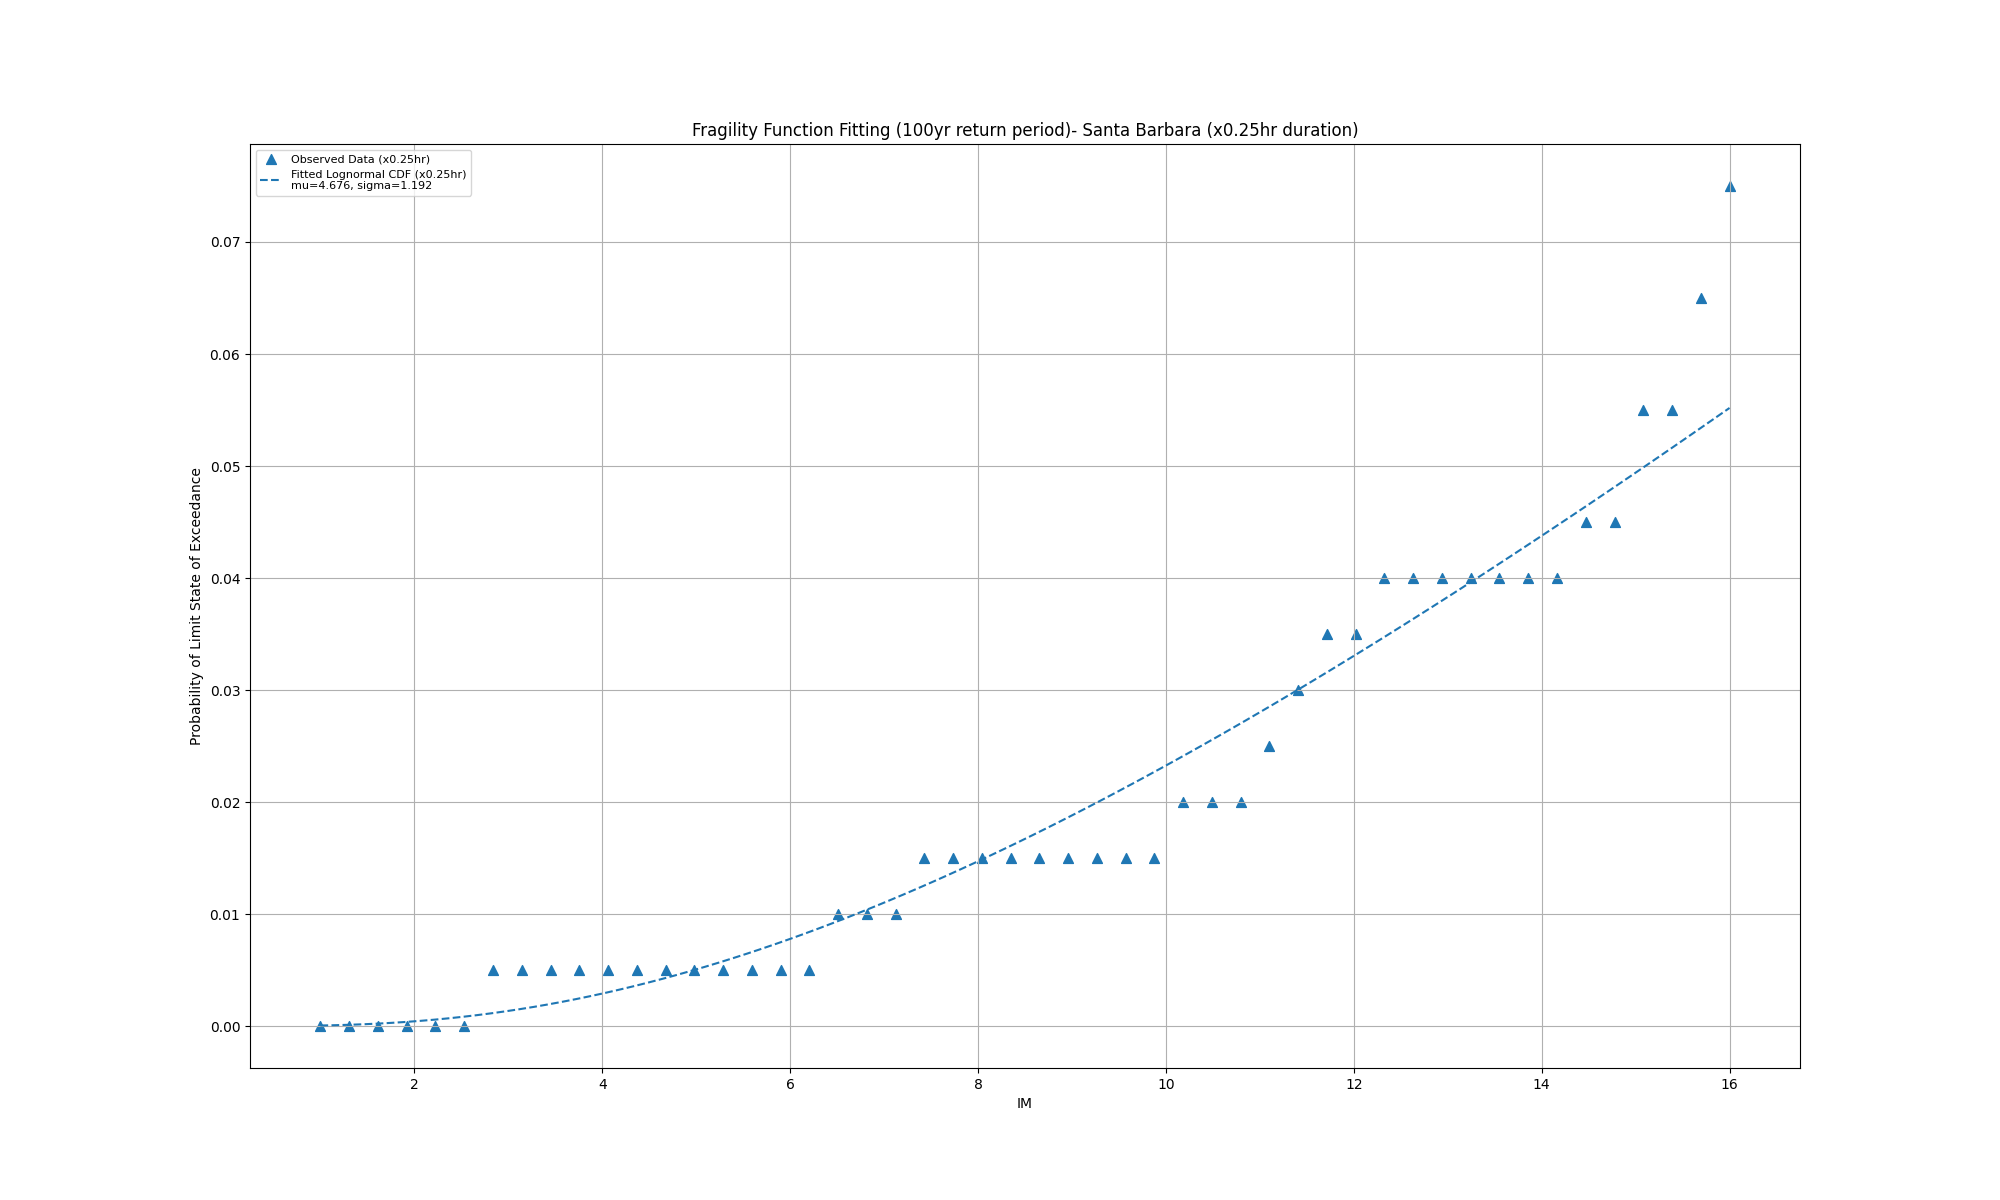 Fragility Function Fitting (100yr return period)- Santa Barbara (x0.25hr duration)
Observed Data (x0.25hr)
Fitted Lognormal CDF (x0.25hr)
mu=4.676, sigma=1.192
Probability of Limit State of Exceedance
0.07
0.06
0.05
0.04
0.03
0.02
0.01
0.00
2 4 6 8 10 12 14 16
IM